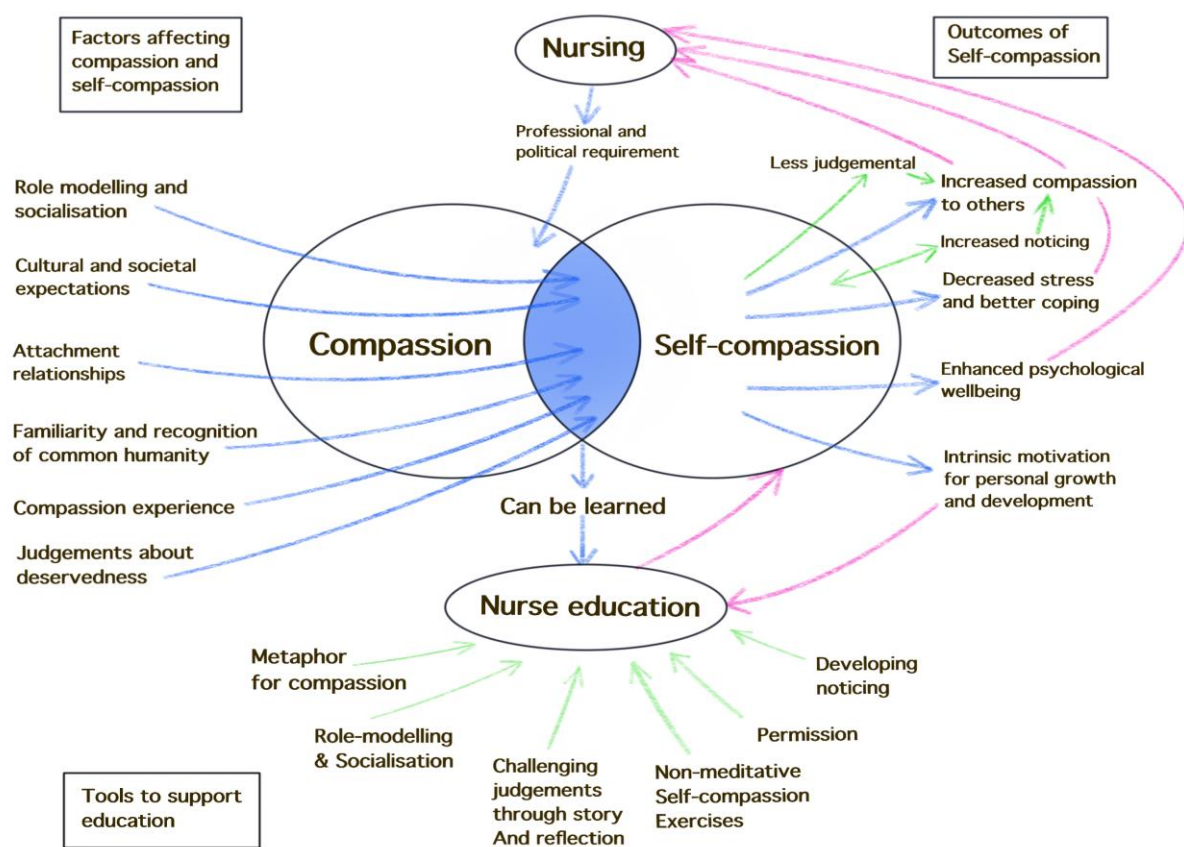 Factors affecting
compassion and
self-compassion
Nursing
Outcomes of
Self-compassion
Professional and
political requirement
Less judgemental
Role modelling and
socialisation
Increased compassion
to others
Cultural and societal
expectations
Increased noticing
Decreased stress
and better coping
Compassion
Self-compassion
Attachment
relationships
Enhanced psychological
wellbeing
Familiarity and recognition
of common humanity
Intrinsic motivation
for personal growth
and development
Compassion experience
Can be learned
Judgements about
deservedness
Nurse education
Metaphor
for compassion
Developing
noticing
Role-modelling
& Socialisation
Permission
Challenging
judgements
through story
And reflection
Non-meditative
Self-compassion
Exercises
Tools to support
education